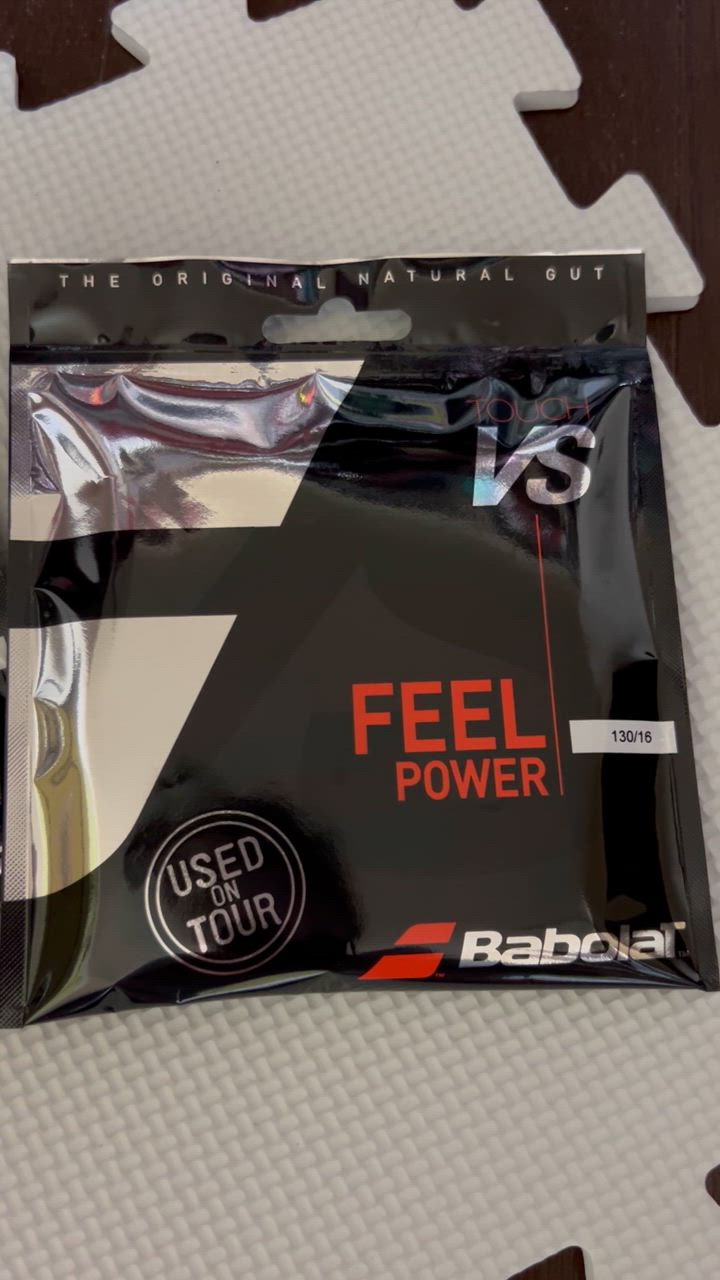 THE ORIGINAL NATURAL GUT
TOUCH
VS
FEEL
POWER
130/16
USED
ON
TOUR
Babolat